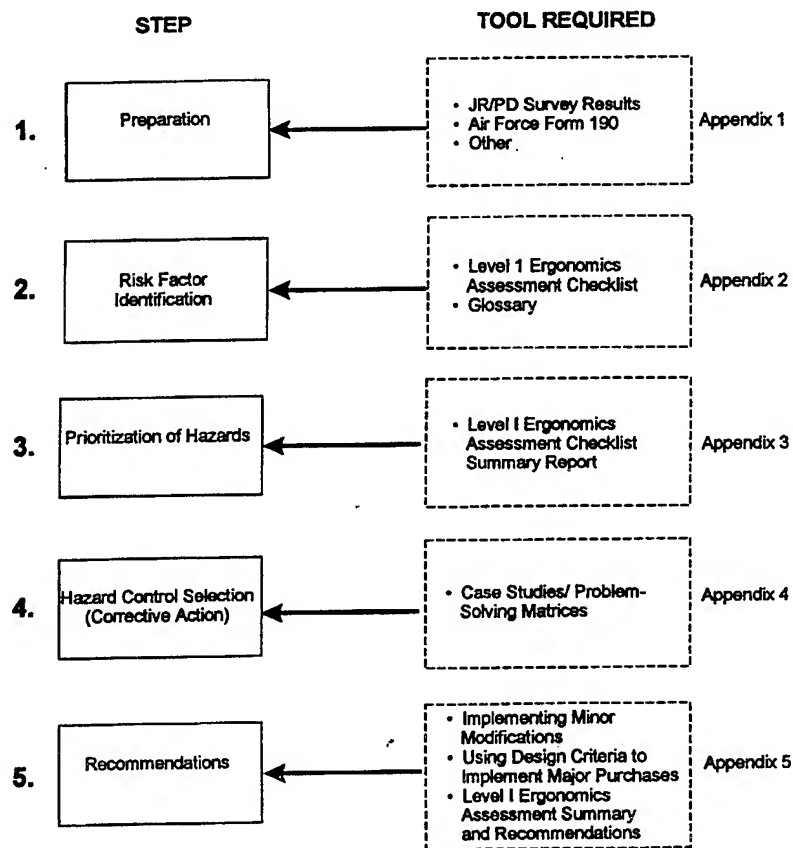 STEP
TOOL REQUIRED
1.
Preparation
• JR/PD Survey Results
• Air Force Form 190
• Other
Appendix 1
2.
Risk Factor
Identification
• Level 1 Ergonomics
Assessment Checklist
• Glossary
Appendix 2
3.
Prioritization of Hazards
• Level I Ergonomics
Assessment Checklist
Summary Report
Appendix 3
4.
Hazard Control Selection
(Corrective Action)
• Case Studies/ Problem-
Solving Matrices
Appendix 4
5.
Recommendations
• Implementing Minor
Modifications
• Using Design Criteria to
Implement Major Purchases
• Level I Ergonomics
Assessment Summary
and Recommendations
Appendix 5